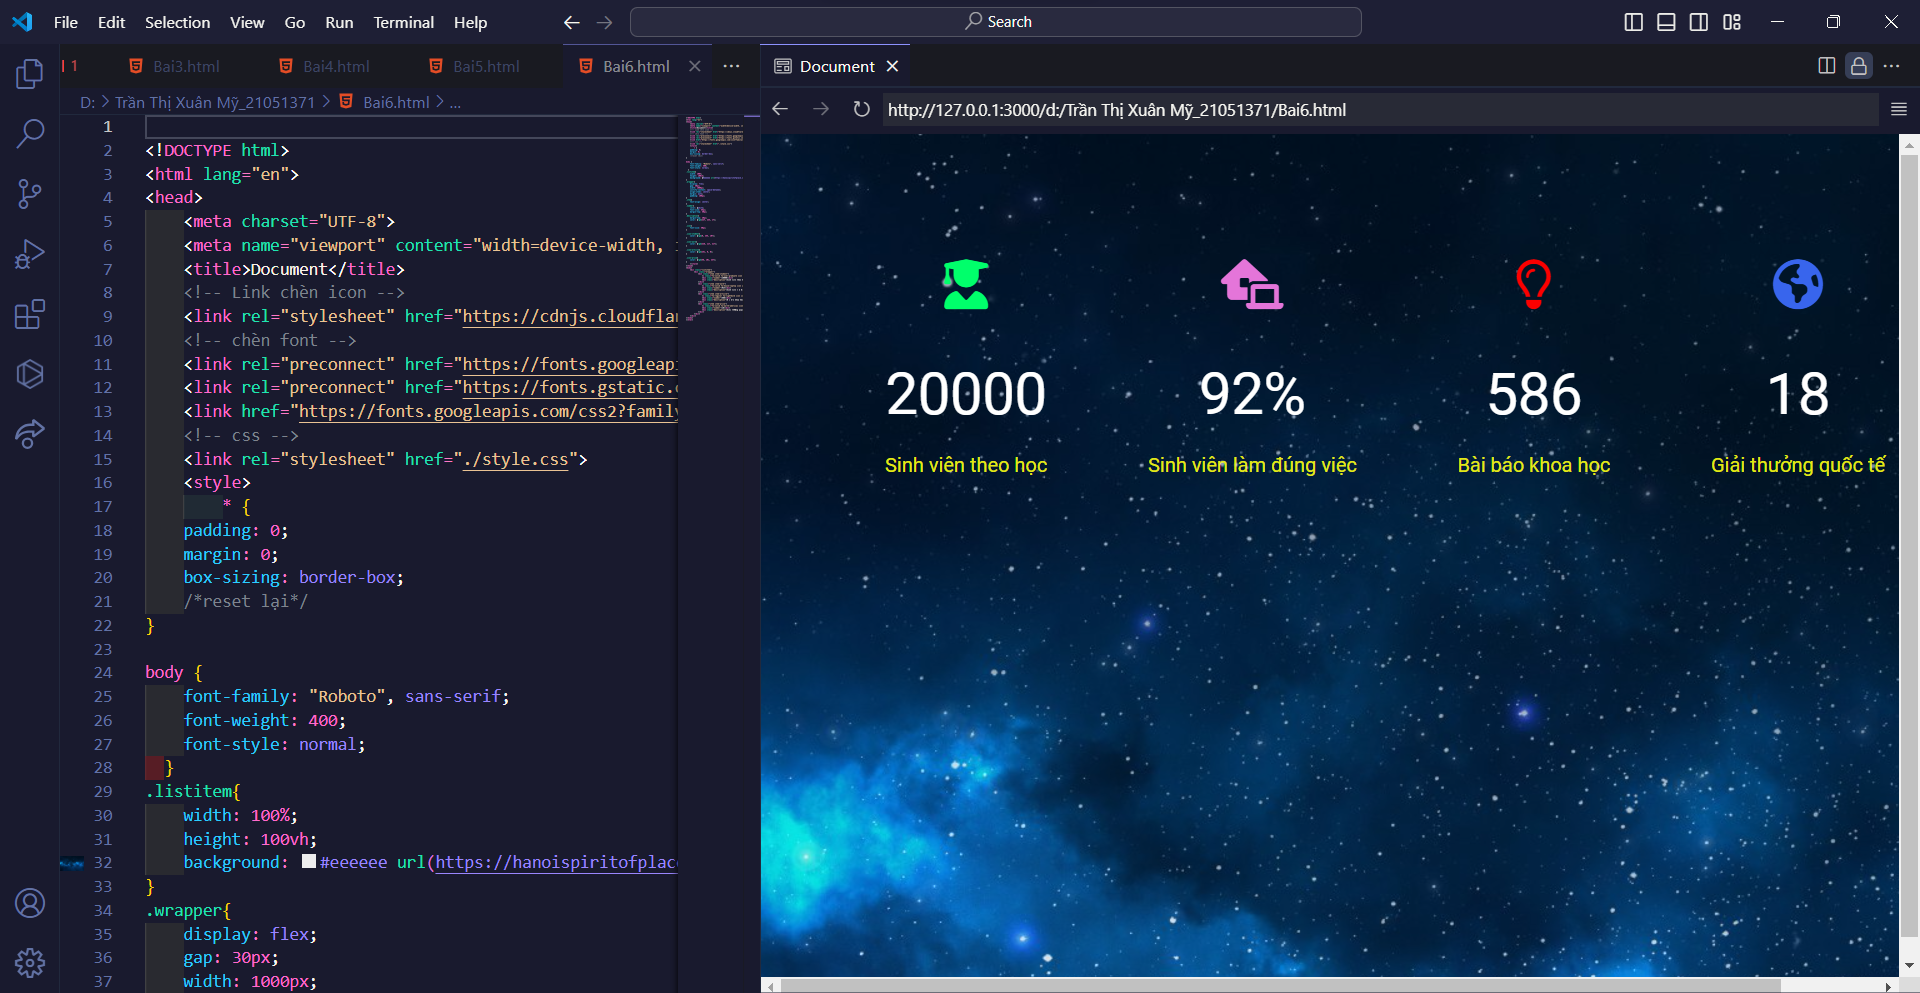 File Edit Selection View Go Run Terminal Help
Search
1 Bai3.html Bai4.html Bai5.html Bai6.html ...
Document
D: > Trần Thị Xuân Mỹ_21051371 > Bai6.html > ...
http://127.0.0.1:3000/d:/Trần Thị Xuân Mỹ_21051371/Bai6.html
1
2 <!DOCTYPE html>
3 <html lang="en">
4 <head>
5 <meta charset="UTF-8">
6 <meta name="viewport" content="width=device-width,
7 <title>Document</title>
8 <!-- Link chèn icon -->
9 <link rel="stylesheet" href="https://cdnjs.cloudfla
10 <!-- chèn font -->
11 <link rel="preconnect" href="https://fonts.googleapi
12 <link rel="preconnect" href="https://fonts.gstatic.
13 <link href="https://fonts.googleapis.com/css2?family
14 <!-- css -->
15 <link rel="stylesheet" href="./style.css">
16 <style>
17 * {
18 padding: 0;
19 margin: 0;
20 box-sizing: border-box;
21 /*reset lại*/
22 }
23
24 body {
25 font-family: "Roboto", sans-serif;
26 font-weight: 400;
27 font-style: normal;
28 }
29 .listitem{
30 width: 100%;
31 height: 100vh;
32 background: #eeeeee url(https://hanoispiritofplac
33 }
34 .wrapper{
35 display: flex;
36 gap: 30px;
37 width: 1000px;
20000 92% 586 18
Sinh viên theo học Sinh viên làm đúng việc Bài báo khoa học Giải thưởng quốc tế